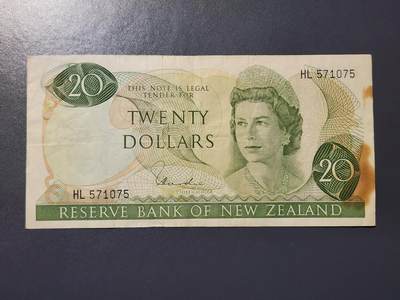 20
HL 571075
THIS NOTE IS LEGAL
TENDER FOR
TWENTY
DOLLARS
20
HL 571075
RESERVE BANK OF NEW ZEALAND